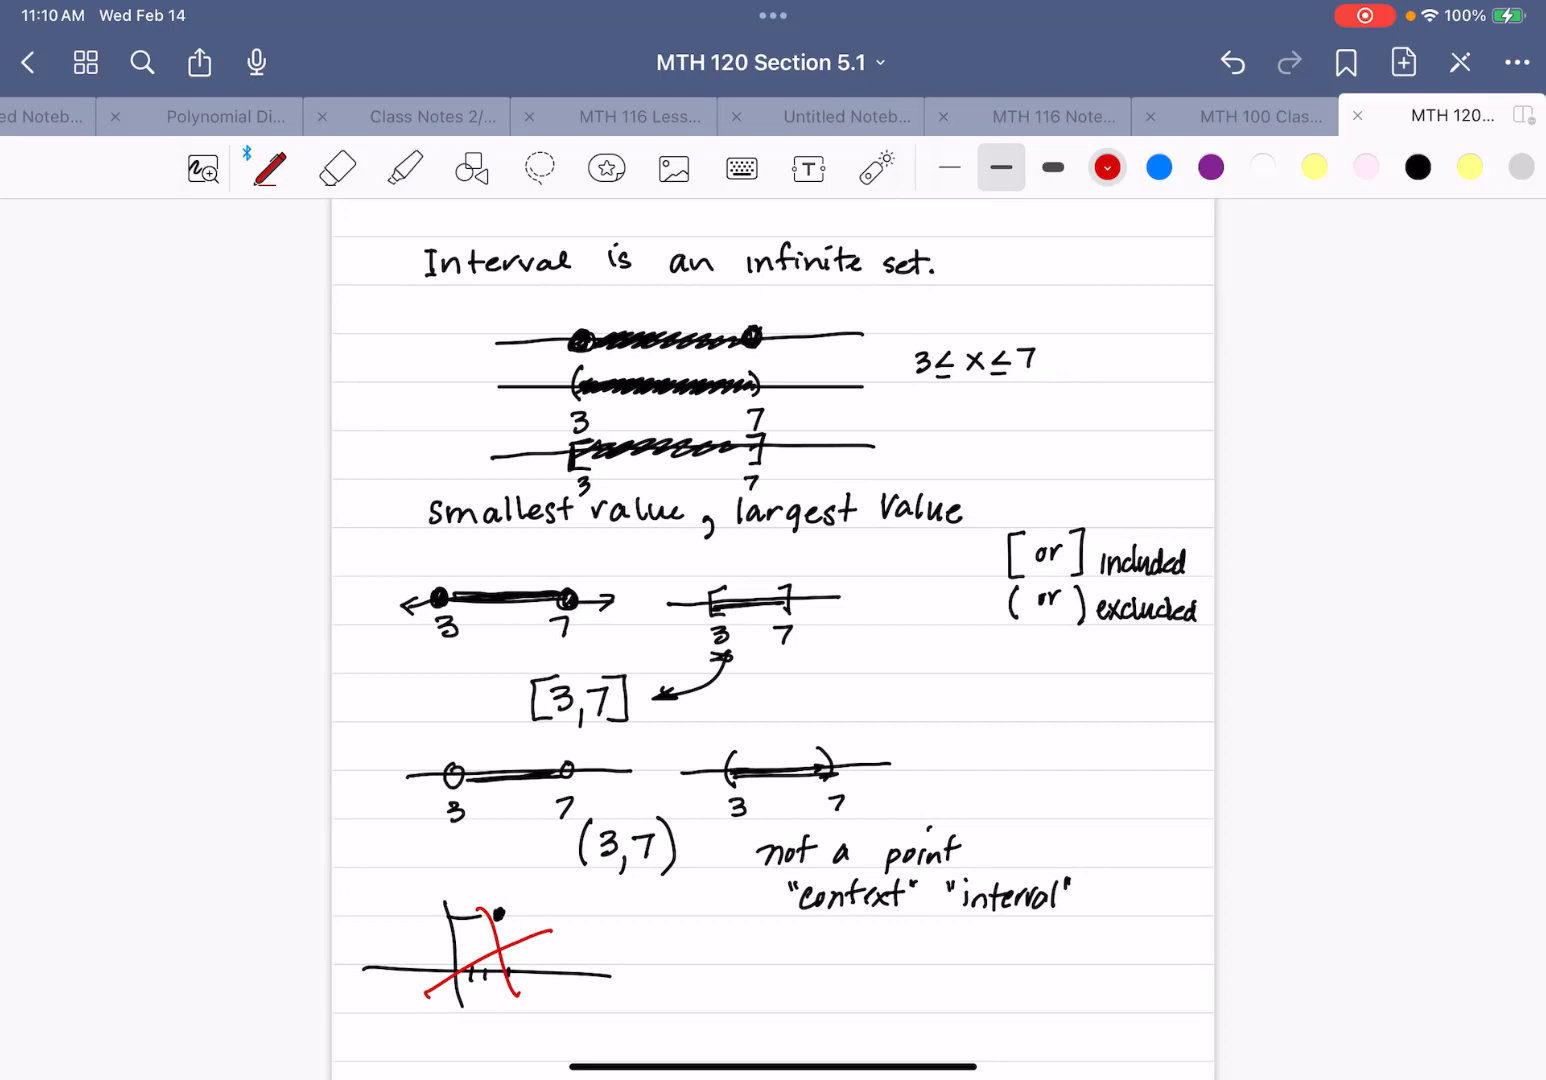 11:10 AM Wed Feb 14
100%
MTH 120 Section 5.1
ed Noteb...
Polynomial Di...
Class Notes 2/...
MTH 116 Less...
Untitled Noteb...
MTH 116 Note...
MTH 100 Clas...
MTH 120...
T
Interval is an infinite set.
3 ≤ x ≤ 7
3 7
3 7
smallest value, largest value
[ or ] included
( or ) excluded
3 7 3 7
[3,7]
3 7 3 7
(3,7) not a point
"context" "interval"